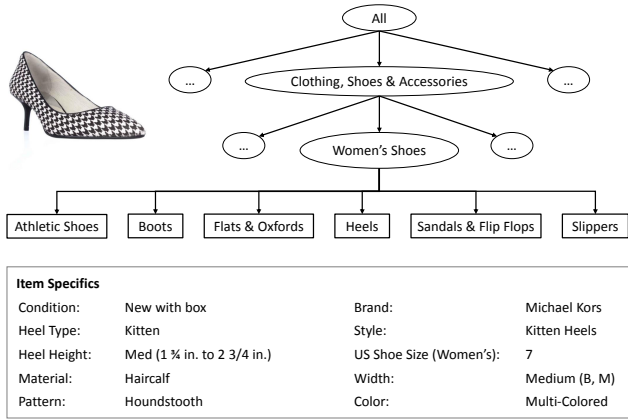 All
... Clothing, Shoes & Accessories ...
... Women's Shoes ...
Athletic Shoes Boots Flats & Oxfords Heels Sandals & Flip Flops Slippers
Item Specifics
Condition: New with box Brand: Michael Kors
Heel Type: Kitten Style: Kitten Heels
Heel Height: Med (1 ¾ in. to 2 3/4 in.) US Shoe Size (Women's): 7
Material: Haircalf Width: Medium (B, M)
Pattern: Houndstooth Color: Multi-Colored